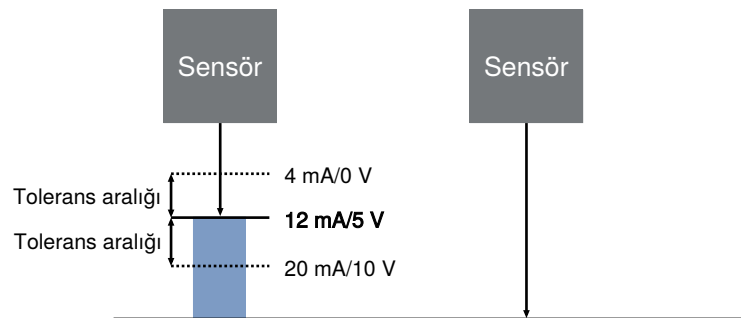 Sensör
Sensör
4 mA/0 V
Tolerans aralığı
12 mA/5 V
Tolerans aralığı
20 mA/10 V